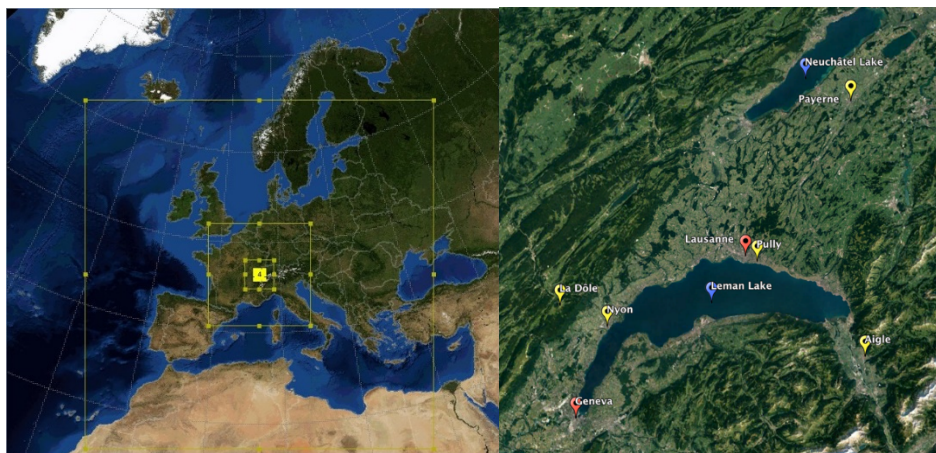 4
Neuchâtel Lake
Payerne
Lausanne
Pully
Leman Lake
La Dôle
Nyon
Aigle
Geneva